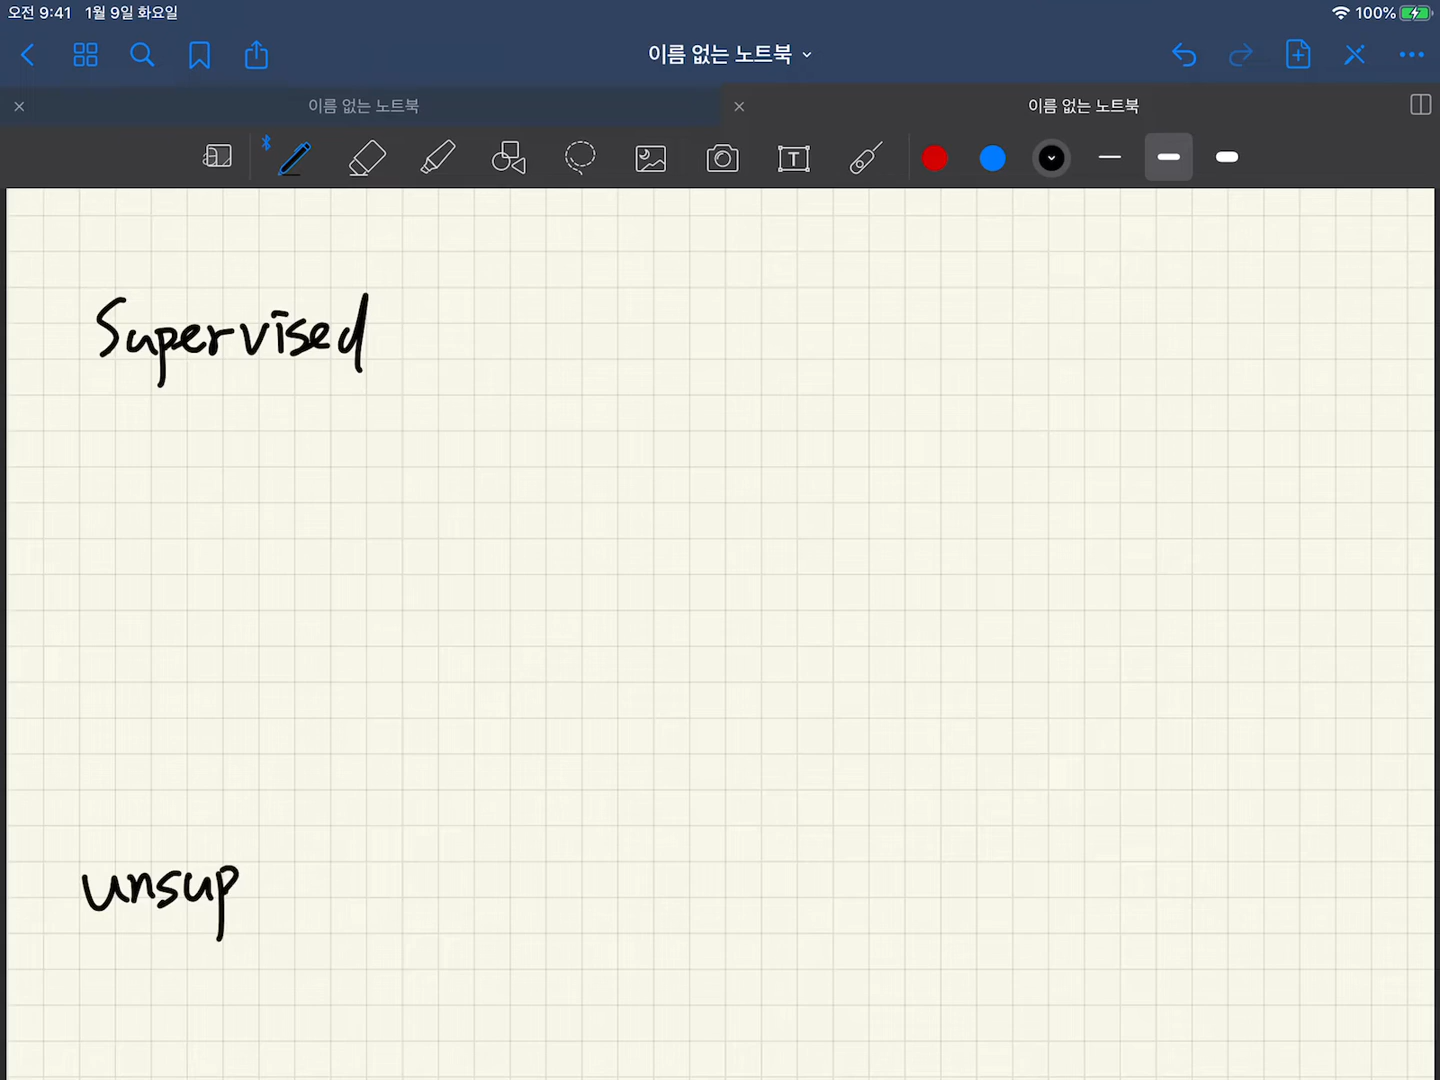 오전 9:41 1월 9일 화요일 100%
이름 없는 노트북
이름 없는 노트북 이름 없는 노트북
T
Supervised
unsup